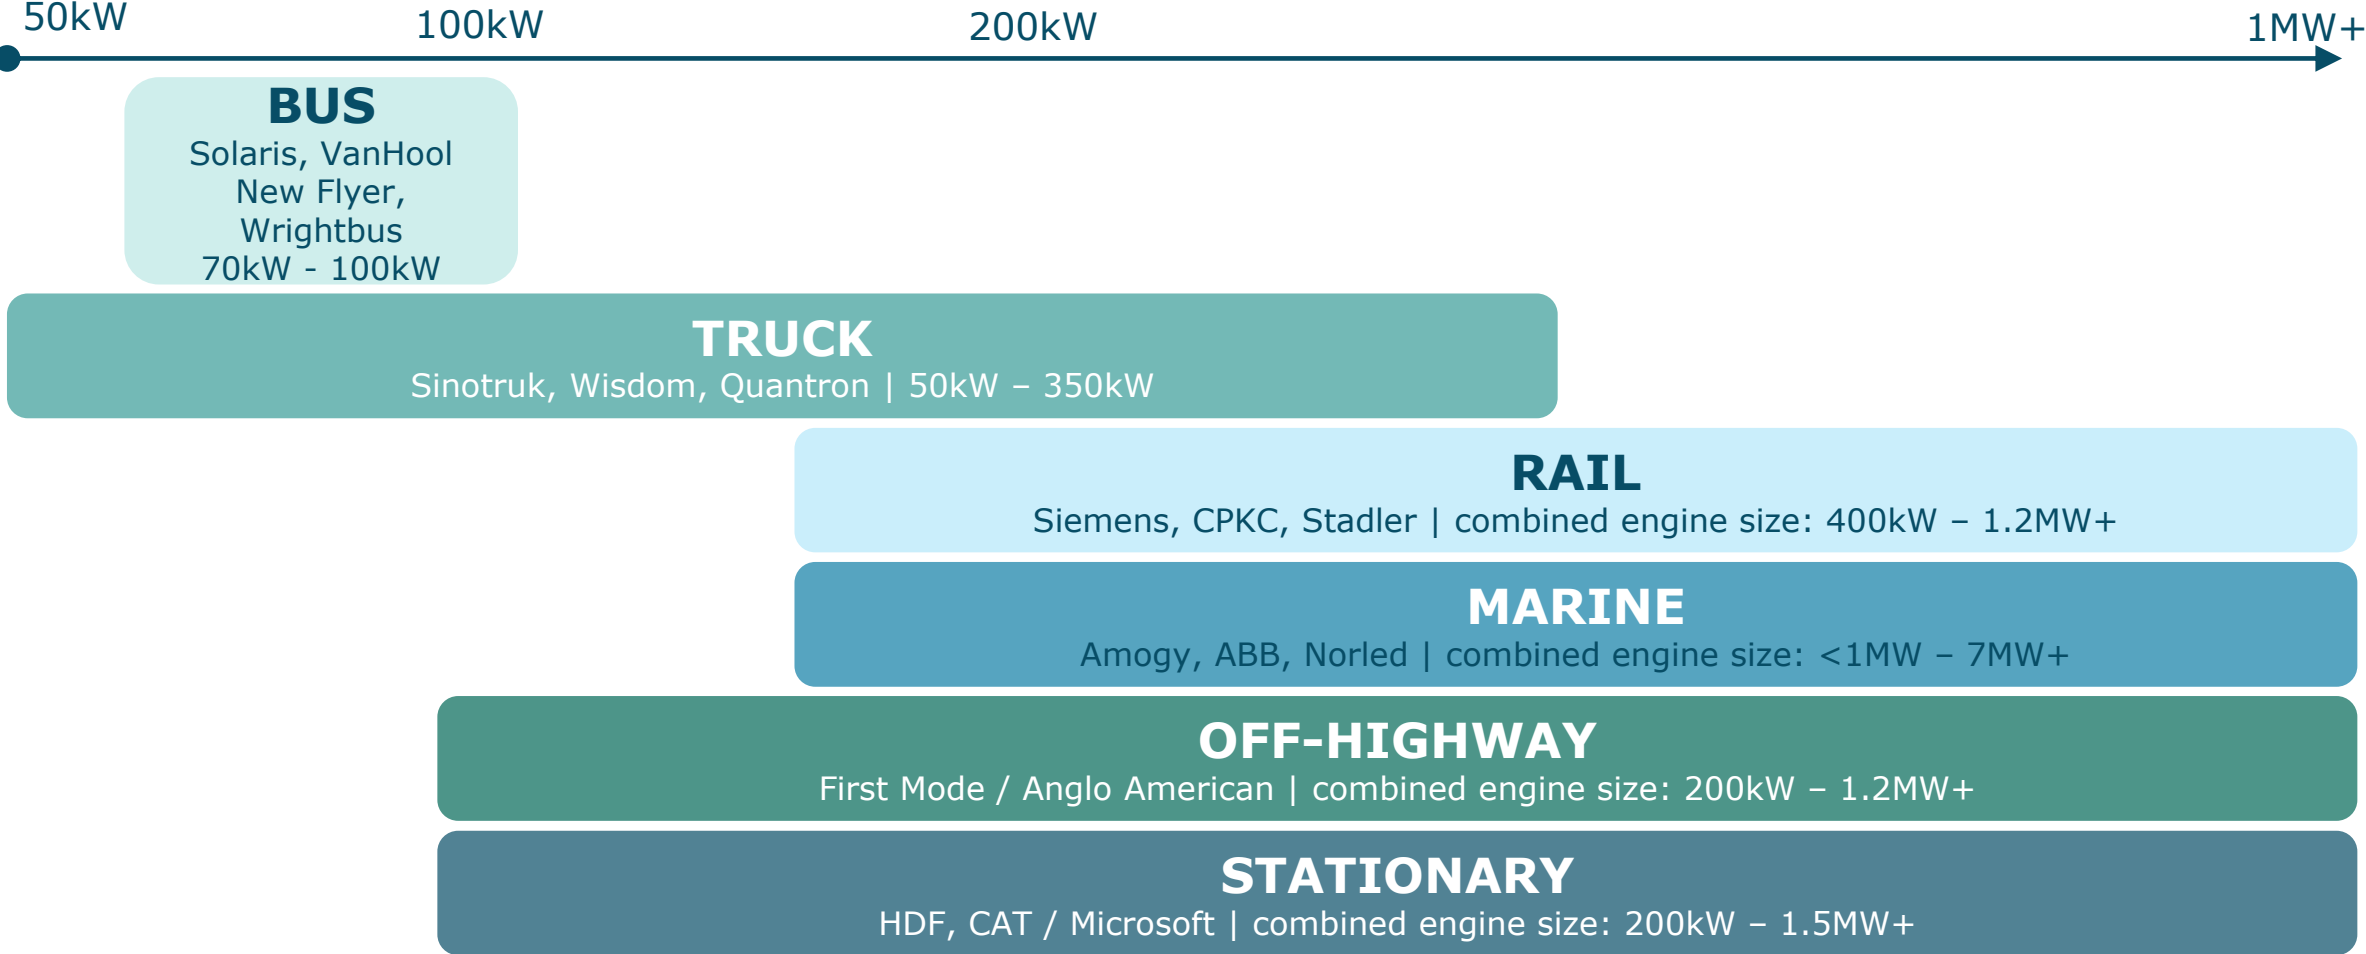 50kW
100kW
200kW
1MW+
BUS
Solaris, VanHool
New Flyer,
Wrightbus
70kW - 100kW
TRUCK
Sinotruk, Wisdom, Quantron | 50kW – 350kW
RAIL
Siemens, CPKC, Stadler | combined engine size: 400kW – 1.2MW+
MARINE
Amogy, ABB, Norled | combined engine size: <1MW – 7MW+
OFF-HIGHWAY
First Mode / Anglo American | combined engine size: 200kW – 1.2MW+
STATIONARY
HDF, CAT / Microsoft | combined engine size: 200kW – 1.5MW+